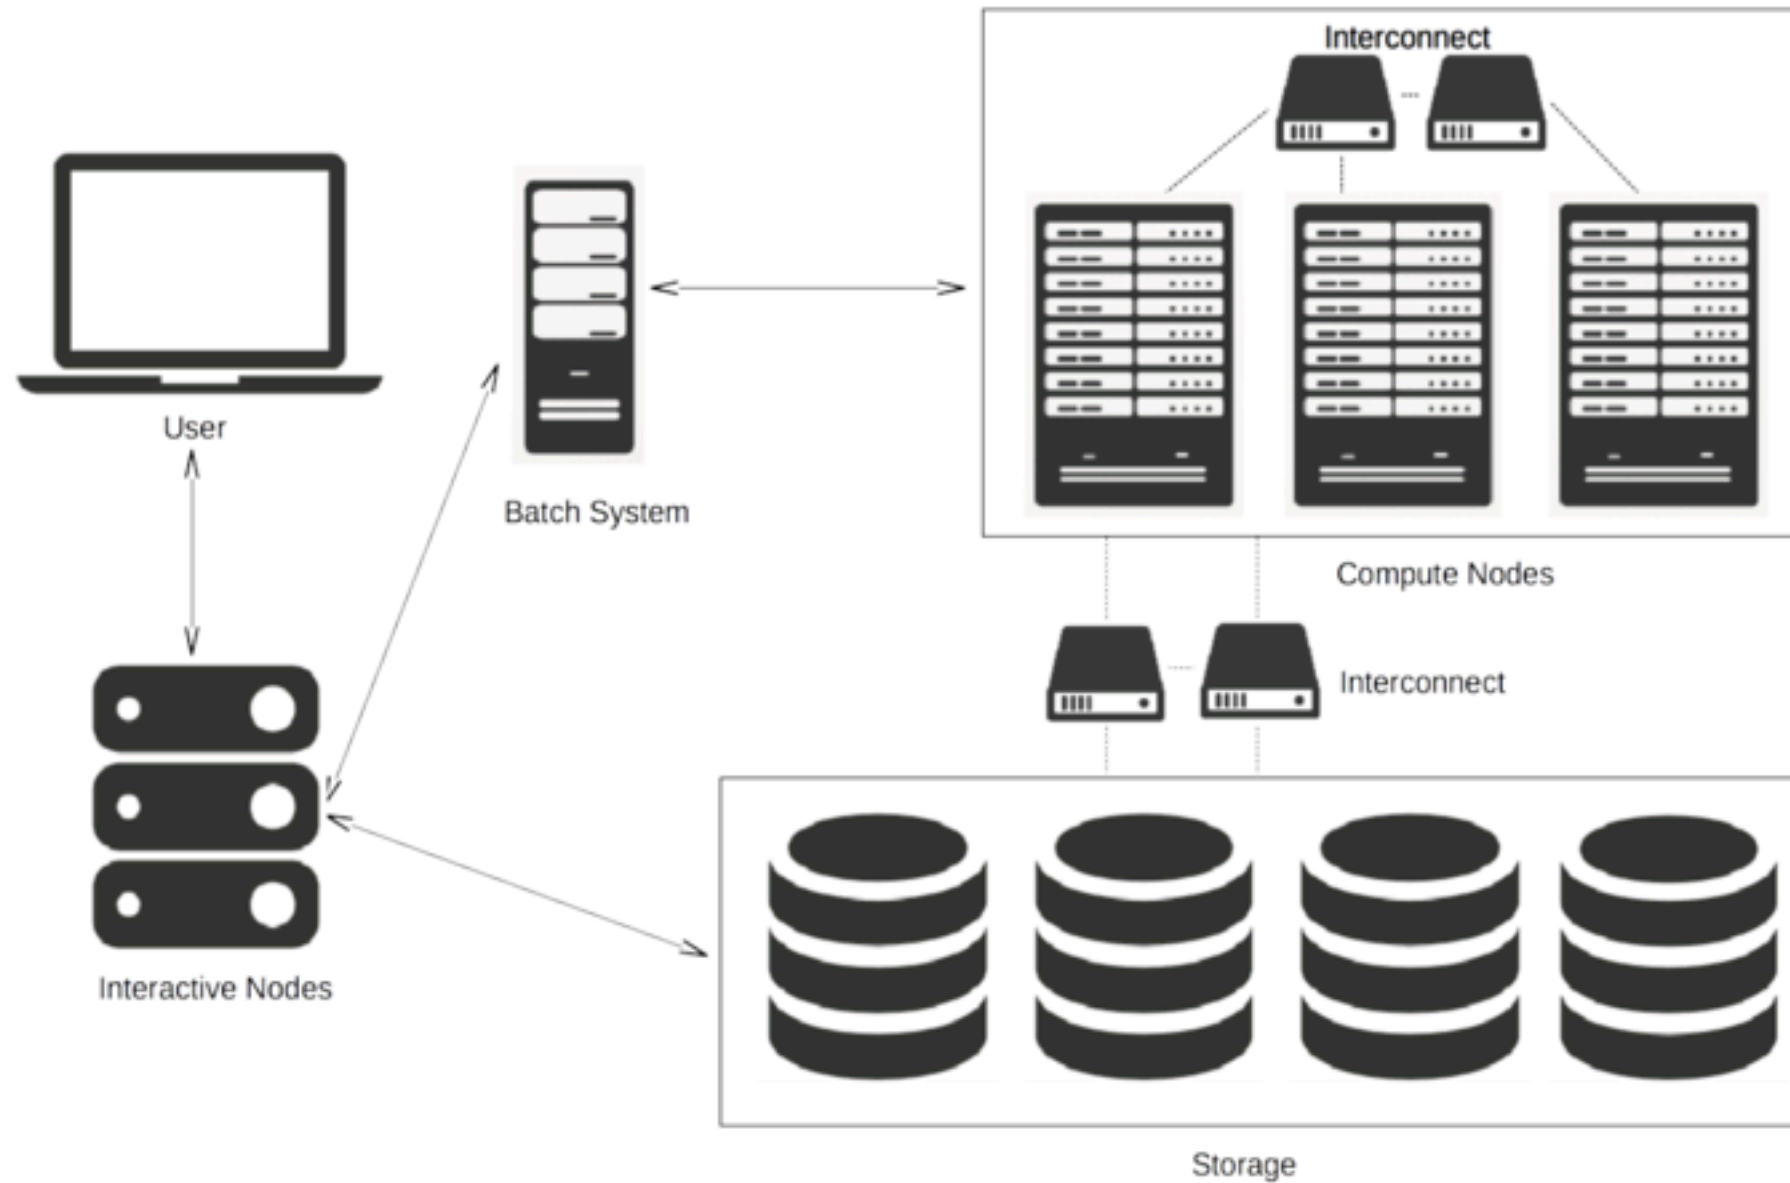 Interconnect
User
Batch System
Compute Nodes
Interconnect
Interactive Nodes
Storage